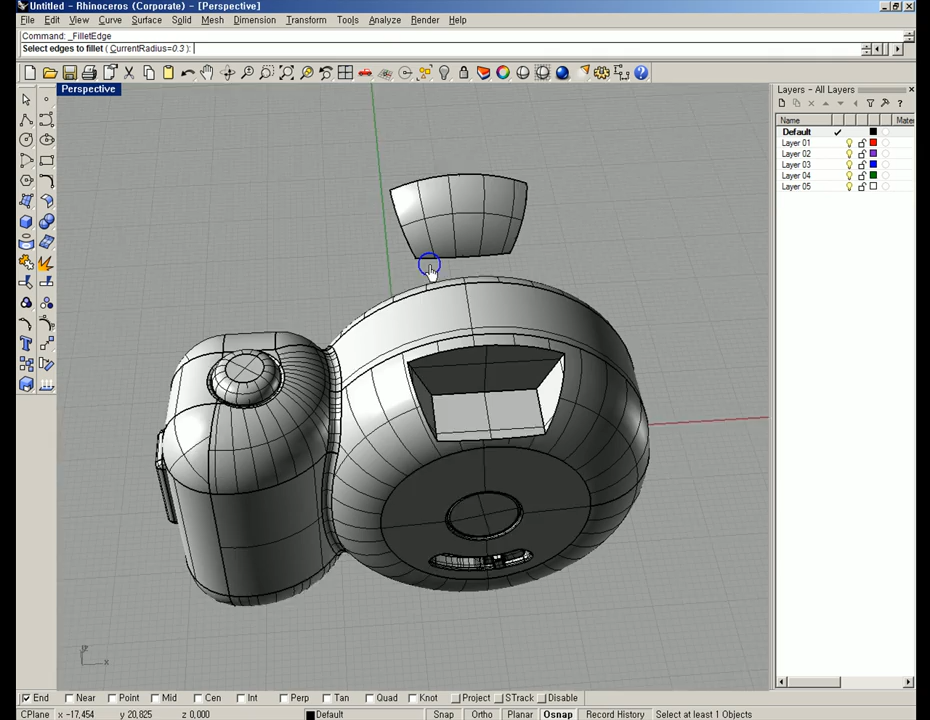 Untitled - Rhinoceros (Corporate) - [Perspective]
File Edit View Curve Surface Solid Mesh Dimension Transform Tools Analyze Render Help
Command: _FilletEdge
Select edges to fillet ( CurrentRadius=0.3 ):
Perspective
Layers - All Layers
Name Mate
Default
Layer 01
Layer 02
Layer 03
Layer 04
Layer 05
x
End Near Point Mid Cen Int Perp Tan Quad Knot Project STrack Disable
CPlane x -17,454 y 20,825 z 0,000 Default Snap Ortho Planar Osnap Record History Select at least 1 Objects